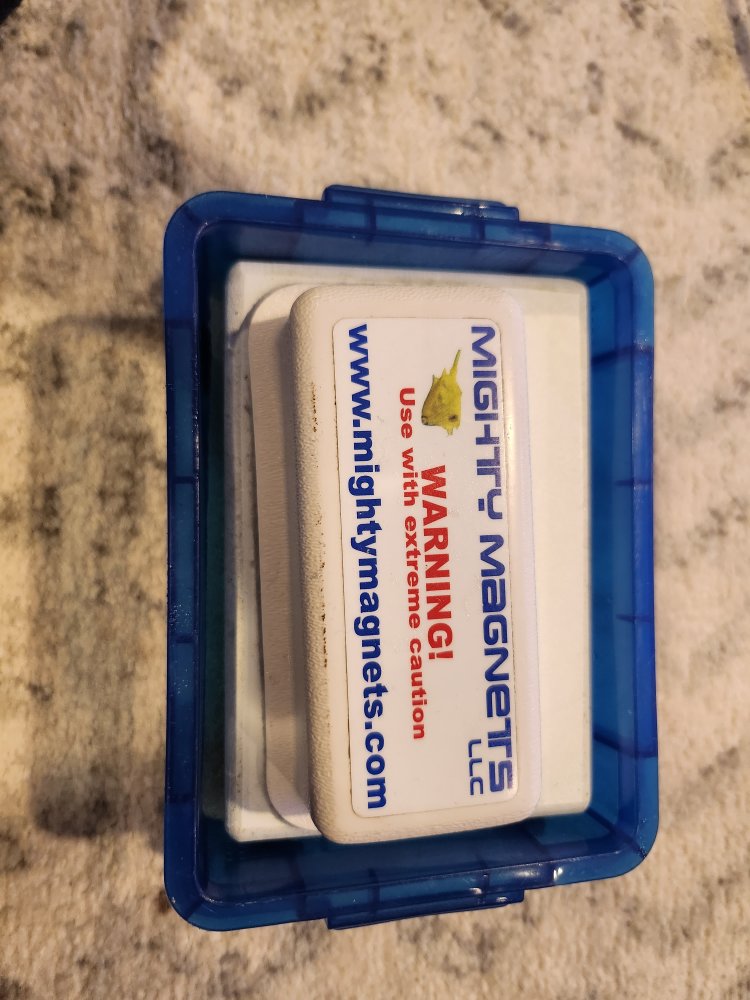 MIGHTY MAGNETS
LLC
WARNING!
Use with extreme caution
www.mightymagnets.com